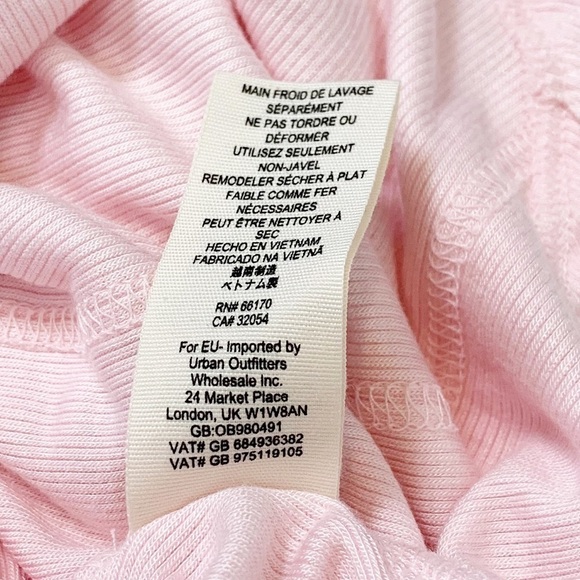 MAIN FROID DE LAVAGE
SÉPARÉMENT
NE PAS TORDRE OU
DÉFORMER
UTILISEZ SEULEMENT
NON-JAVEL
REMODELER SÉCHER À PLAT
FAIBLE COMME FER
NÉCESSAIRES
PEUT ÊTRE NETTOYER À
SEC
HECHO EN VIETNAM
FABRICADO NA VIETNÃ
越南制造
ベトナム製
RN# 66170
CA# 32054
For EU- Imported by
Urban Outfitters
Wholesale Inc.
24 Market Place
London, UK W1W8AN
GB:OB980491
VAT# GB 684936382
VAT# GB 975119105